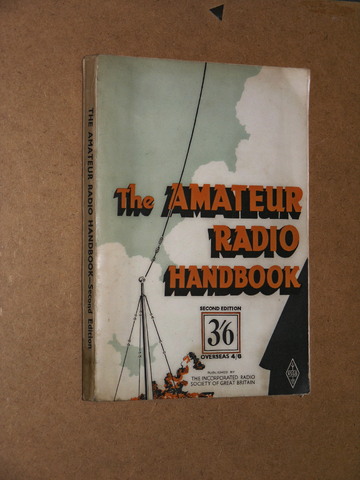 THE AMATEUR RADIO HANDBOOK—Second Edition
The AMATEUR
RADIO
HANDBOOK
SECOND EDITION
3/6
OVERSEAS 4/6
PUBLISHED BY
THE INCORPORATED RADIO
SOCIETY OF GREAT BRITAIN